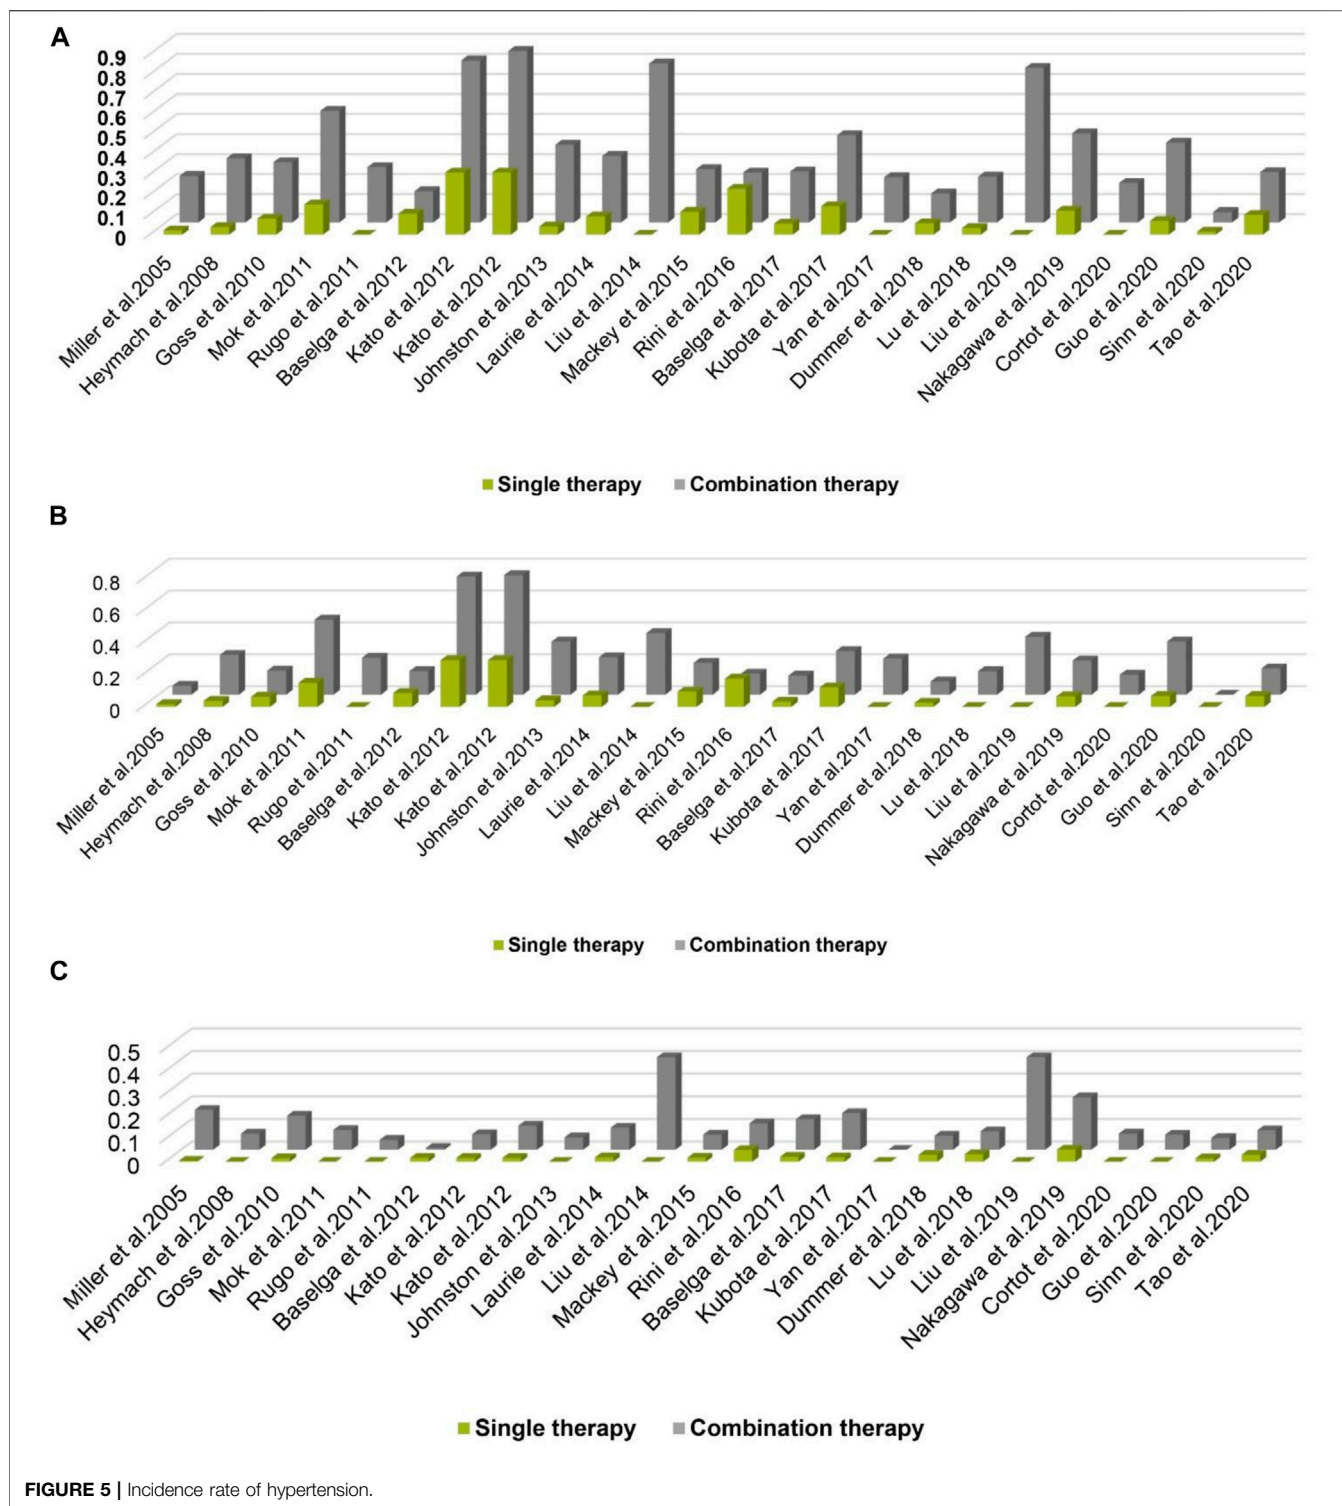 A
0.9
0.8
0.7
0.6
0.5
0.4
0.3
0.2
0.1
0
Miller et al.2005
Heymach et al.2008
Goss et al.2010
Mok et al.2011
Rugo et al.2011
Baselga et al.2012
Kato et al.2012
Kato et al.2012
Johnston et al.2013
Laurie et al.2014
Liu et al.2014
Mackey et al.2015
Rini et al.2016
Baselga et al.2017
Kubota et al.2017
Yan et al.2017
Dummer et al.2018
Lu et al.2018
Liu et al.2019
Nakagawa et al.2019
Cortot et al.2020
Guo et al.2020
Sinn et al.2020
Tao et al.2020
Single therapy Combination therapy
B
0.8
0.6
0.4
0.2
0
Miller et al.2005
Heymach et al.2008
Goss et al.2010
Mok et al.2011
Rugo et al.2011
Baselga et al.2012
Kato et al.2012
Kato et al.2012
Johnston et al.2013
Laurie et al.2014
Liu et al.2014
Mackey et al.2015
Rini et al.2016
Baselga et al.2017
Kubota et al.2017
Yan et al.2017
Dummer et al.2018
Lu et al.2018
Liu et al.2019
Nakagawa et al.2019
Cortot et al.2020
Guo et al.2020
Sinn et al.2020
Tao et al.2020
Single therapy Combination therapy
C
0.5
0.4
0.3
0.2
0.1
0
Miller et al.2005
Heymach et al.2008
Goss et al.2010
Mok et al.2011
Rugo et al.2011
Baselga et al.2012
Kato et al.2012
Kato et al.2012
Johnston et al.2013
Laurie et al.2014
Liu et al.2014
Mackey et al.2015
Rini et al.2016
Baselga et al.2017
Kubota et al.2017
Yan et al.2017
Dummer et al.2018
Lu et al.2018
Liu et al.2019
Nakagawa et al.2019
Cortot et al.2020
Guo et al.2020
Sinn et al.2020
Tao et al.2020
Single therapy Combination therapy
FIGURE 5 | Incidence rate of hypertension.